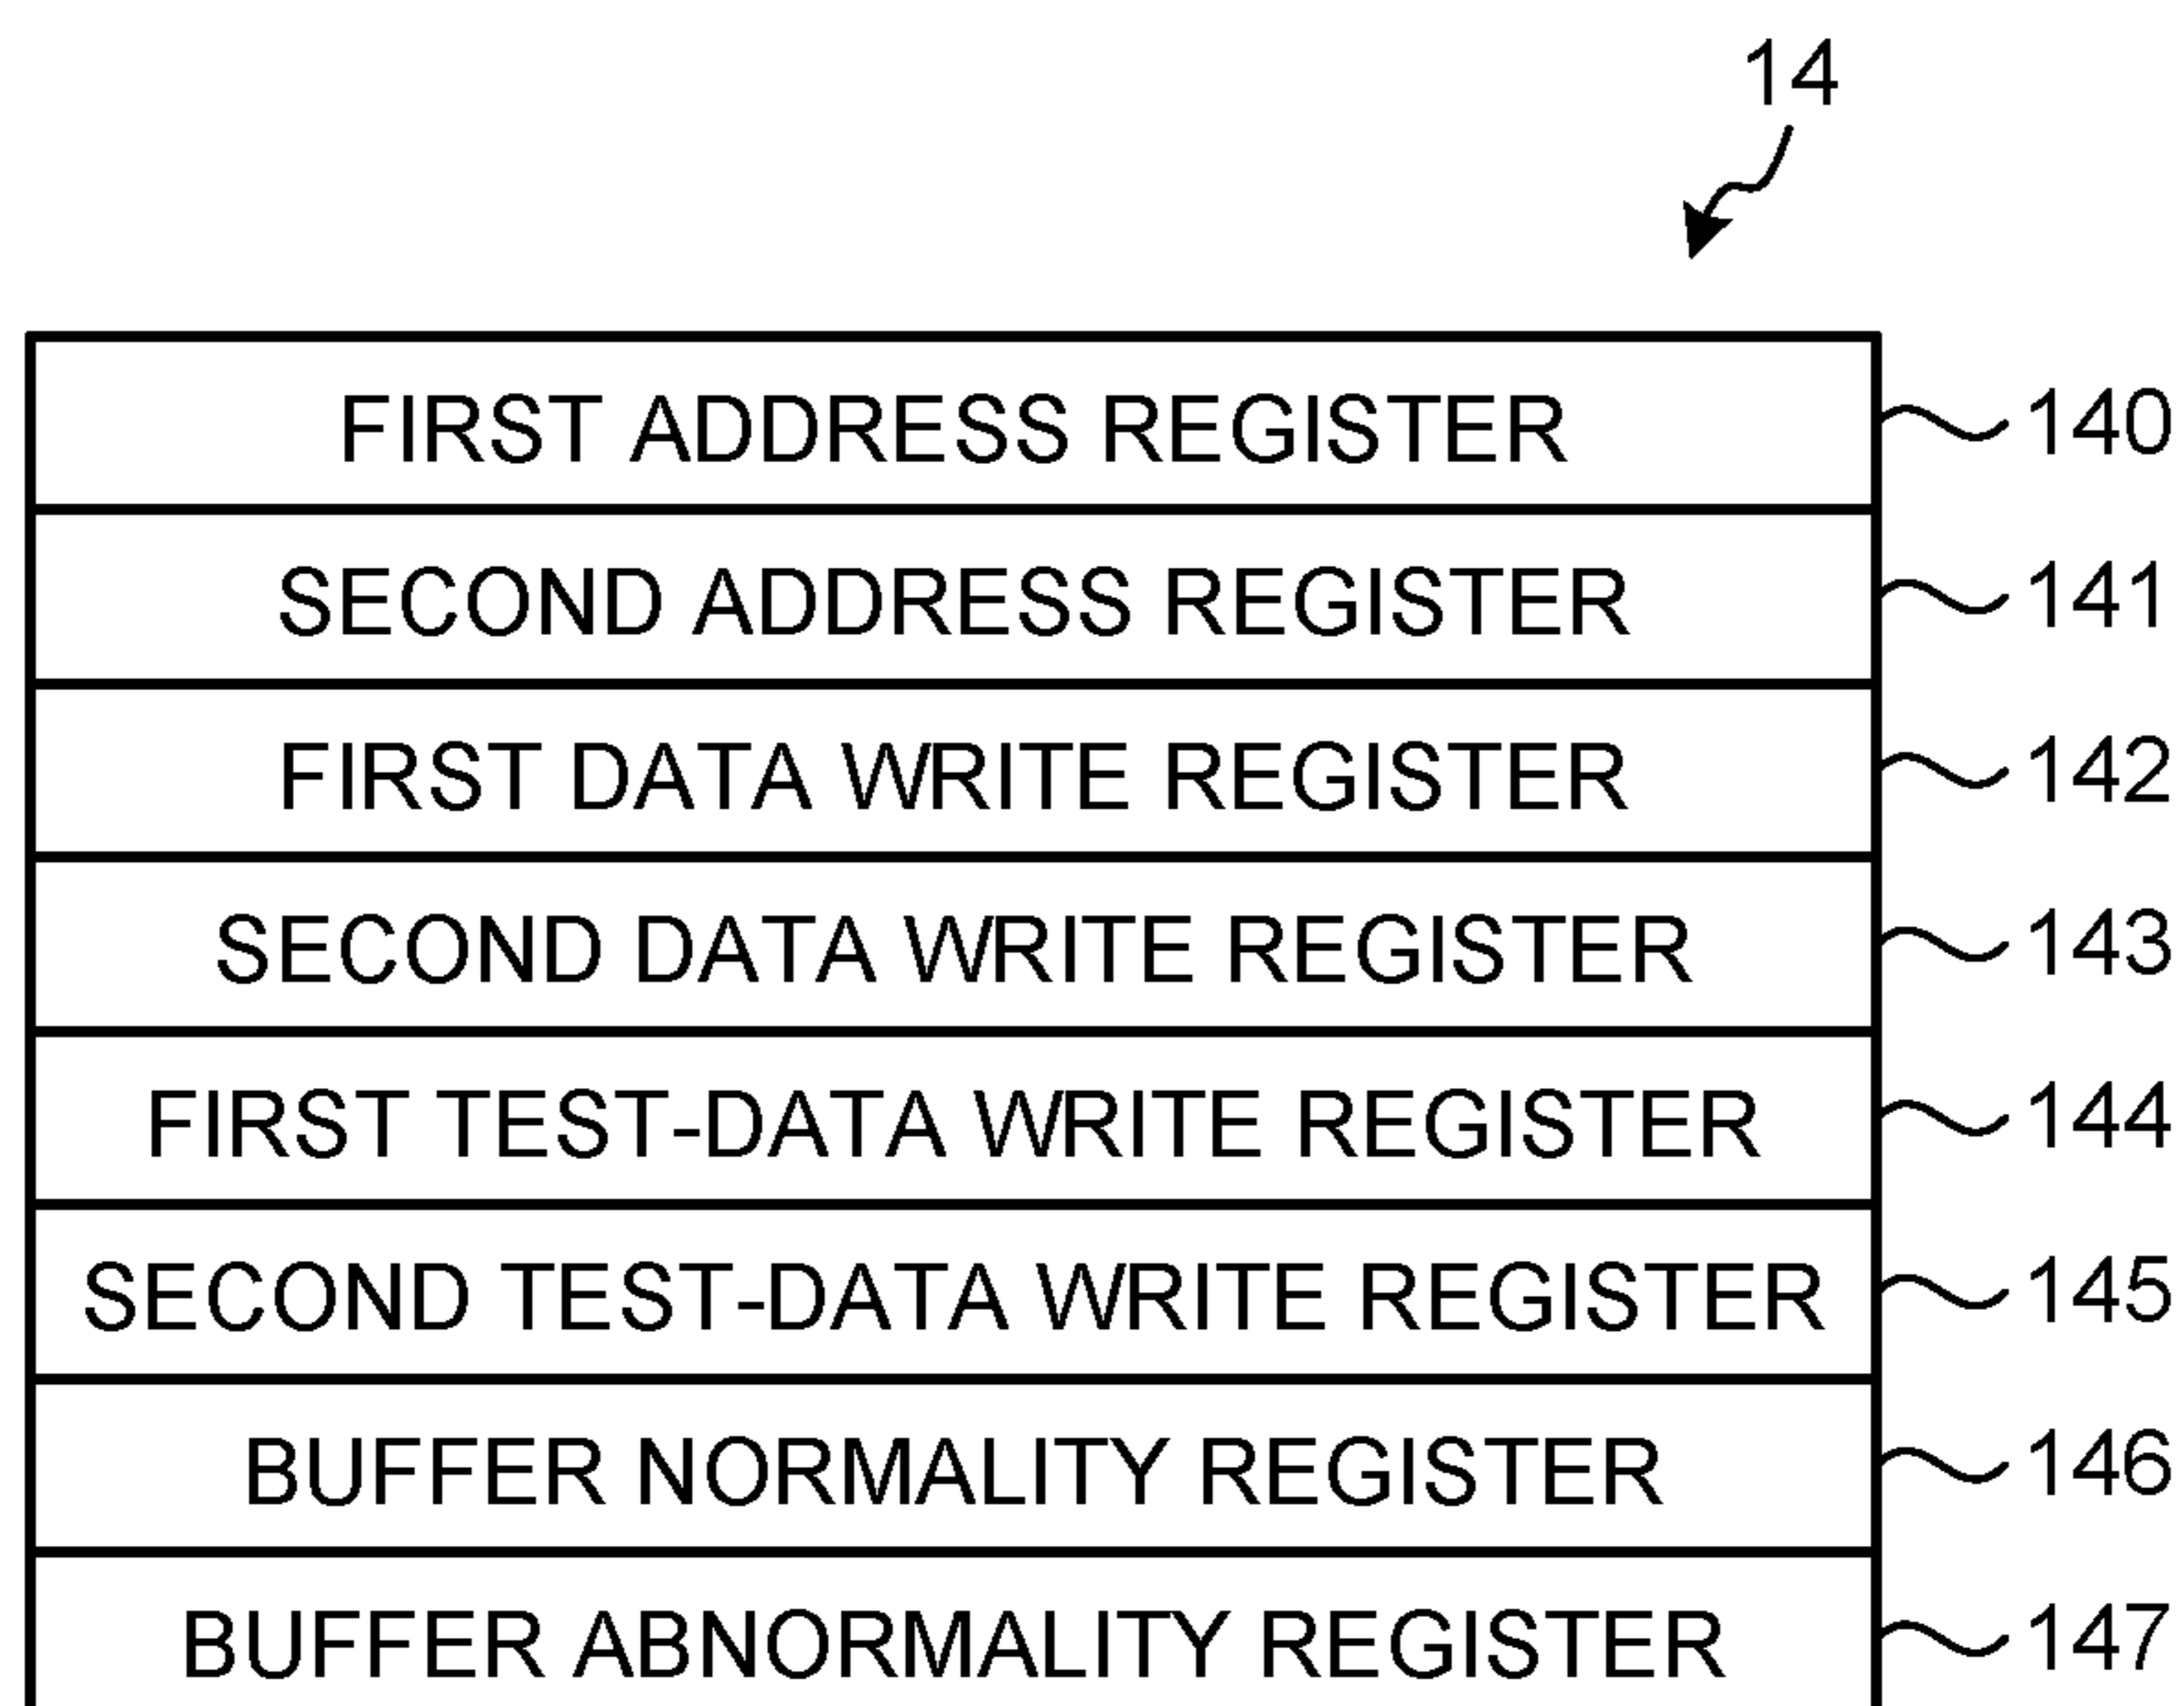 14
FIRST ADDRESS REGISTER 140
SECOND ADDRESS REGISTER 141
FIRST DATA WRITE REGISTER 142
SECOND DATA WRITE REGISTER 143
FIRST TEST-DATA WRITE REGISTER 144
SECOND TEST-DATA WRITE REGISTER 145
BUFFER NORMALITY REGISTER 146
BUFFER ABNORMALITY REGISTER 147